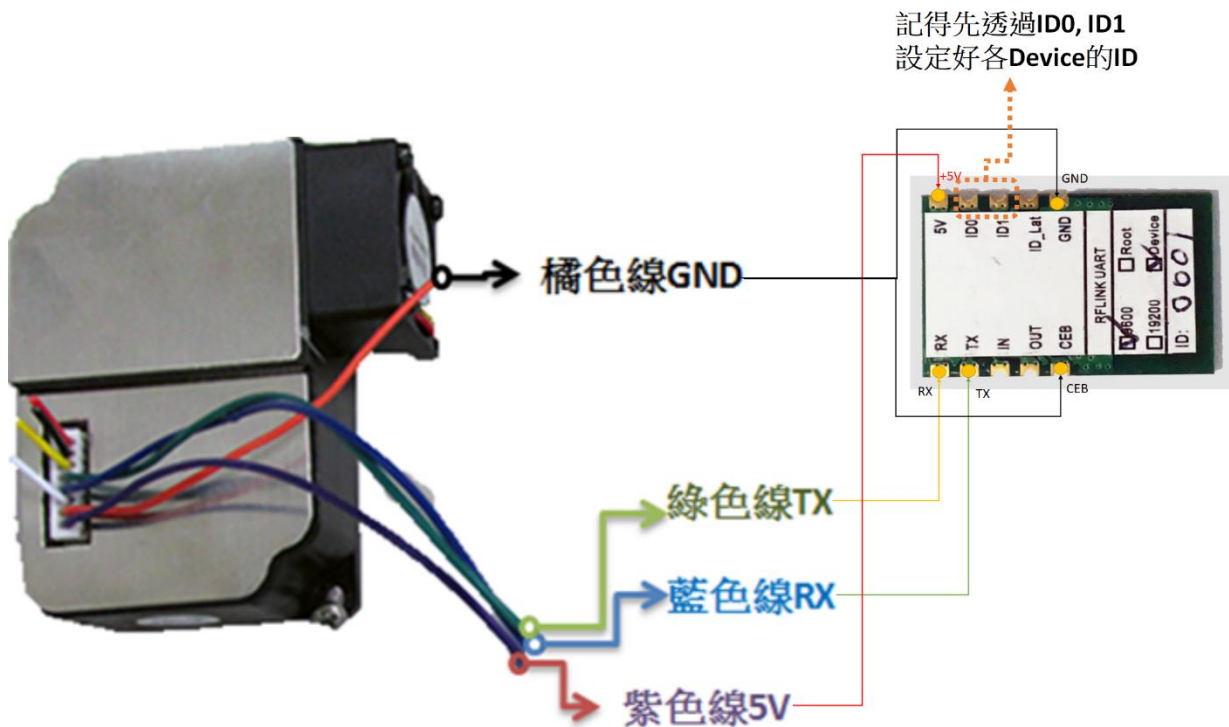 記得先透過ID0, ID1
設定好各Device的ID
+5V
GND
5V
ID0
ID1
ID_Lat
GND
RX
TX
IN
OUT
CEB
RFLINK UART
9600
Root
19200
Device
ID: 0001
RX
TX
CEB
橘色線GND
綠色線TX
藍色線RX
紫色線5V